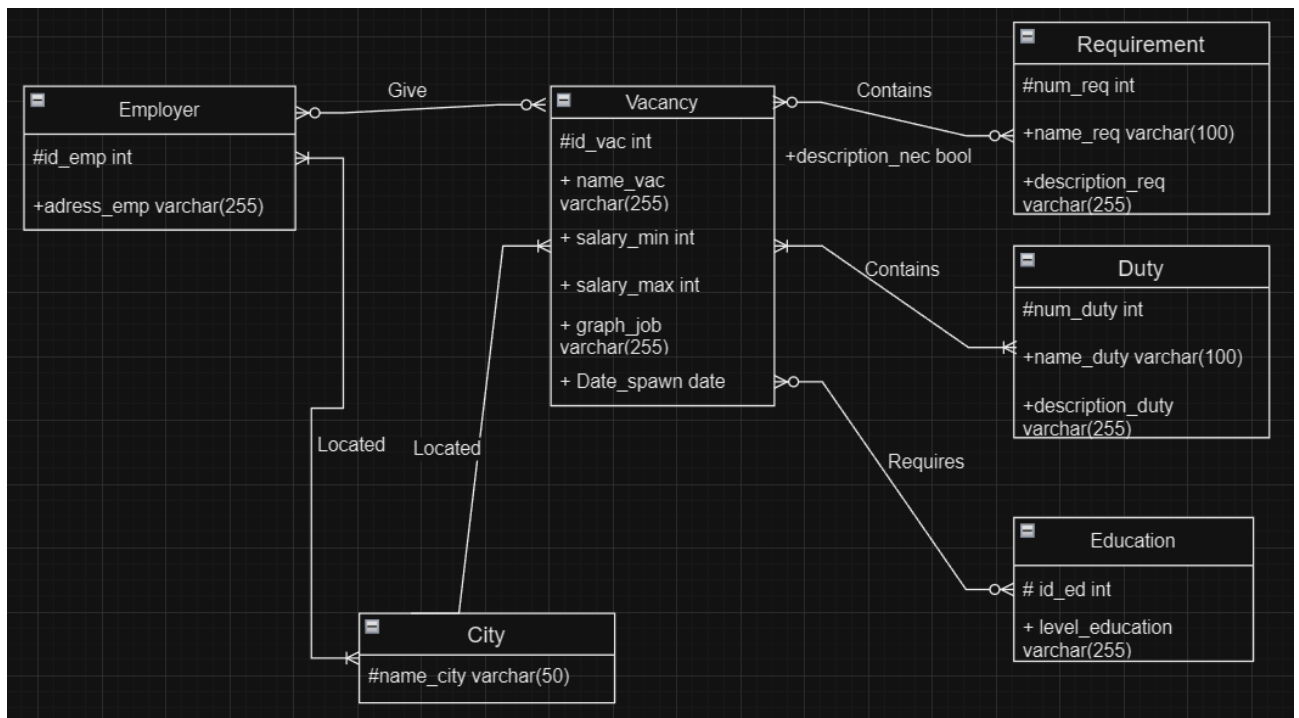 Employer
#id_emp int
+adress_emp varchar(255)
Give
Vacancy
#id_vac int
+ name_vac
varchar(255)
+ salary_min int
+ salary_max int
+ graph_job
varchar(255)
+ Date_spawn date
Contains
+description_nec bool
Requirement
#num_req int
+name_req varchar(100)
+description_req
varchar(255)
Contains
Duty
#num_duty int
+name_duty varchar(100)
+description_duty
varchar(255)
Located
Located
Requires
Education
# id_ed int
+ level_education
varchar(255)
City
#name_city varchar(50)